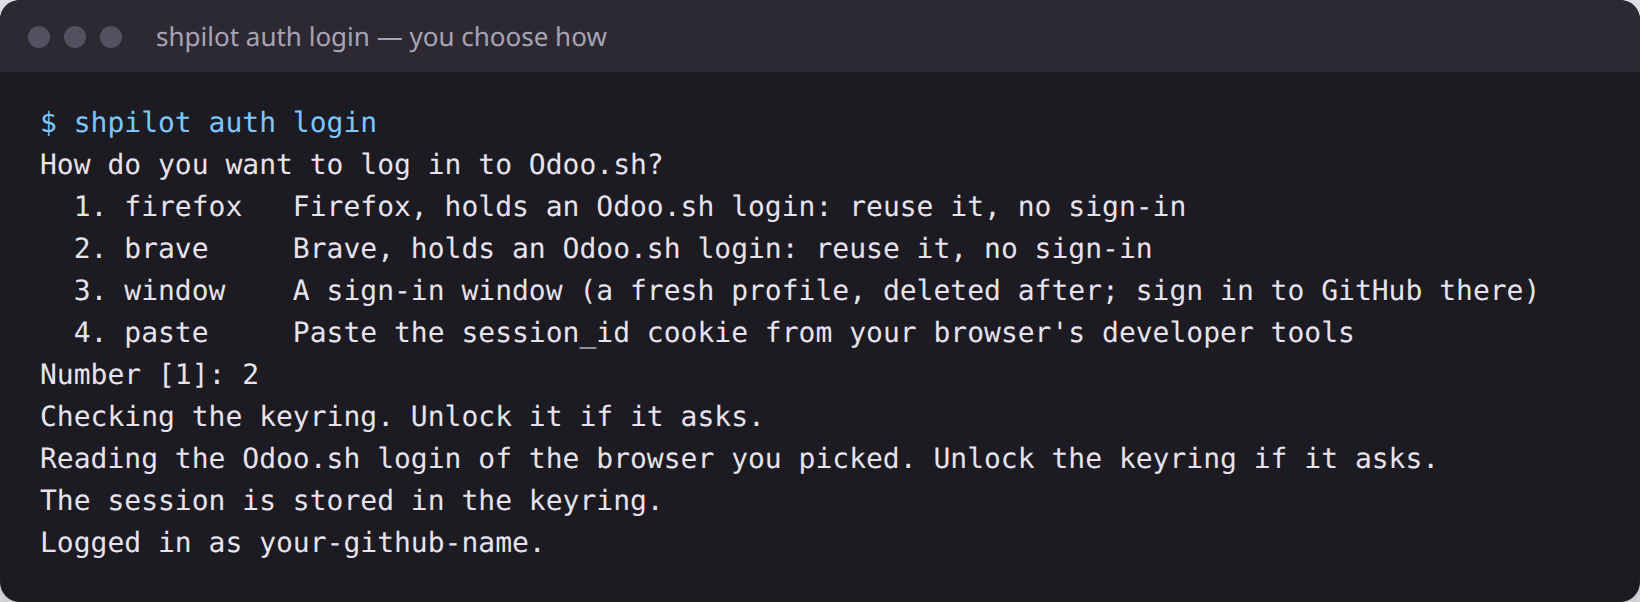 shpilot auth login — you choose how
$ shpilot auth login
How do you want to log in to Odoo.sh?
  1. firefox   Firefox, holds an Odoo.sh login: reuse it, no sign-in
  2. brave     Brave, holds an Odoo.sh login: reuse it, no sign-in
  3. window    A sign-in window (a fresh profile, deleted after; sign in to GitHub there)
  4. paste     Paste the session_id cookie from your browser's developer tools
Number [1]: 2
Checking the keyring. Unlock it if it asks.
Reading the Odoo.sh login of the browser you picked. Unlock the keyring if it asks.
The session is stored in the keyring.
Logged in as your-github-name.